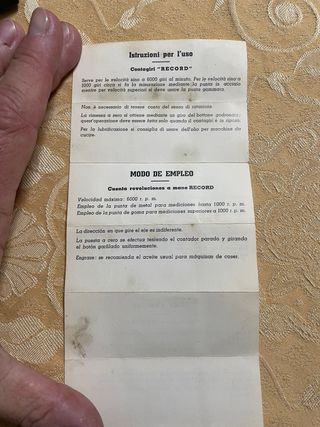 Istruzioni per l'uso
Contagiri "RECORD"
Serve per le velocità sino a 6000 giri al minuto. Per le velocità sino a
1000 giri circa si fa la misurazione mediante la punta in acciaio
mentre per velocità superiori si deve usare la punta gommata.
Non è necessario di tenere conto del senso di rotazione.
La rimessa a zero si ottiene mediante un giro del bottone godronato;
quest'operazione deve essere fatta solo quando il contagiri è in riposo.
Per la lubrificazione si consiglia di usare dell'olio per macchine da
cucire.
MODO DE EMPLEO
Cuenta revoluciones a mano RECORD
Velocidad máxima: 6000 r. p. m.
Empleo de la punta de metal para mediciones hasta 1000 r. p. m.
Empleo de la punta de goma para mediciones superiores a 1000 r. p. m.
La dirección en que gire el eje es indiferente.
La puesta a cero se efectua teniendo el contador parado y girando
el botón grafilado uniformemente.
Engrase: se recomienda el aceite usual para máquinas de coser.